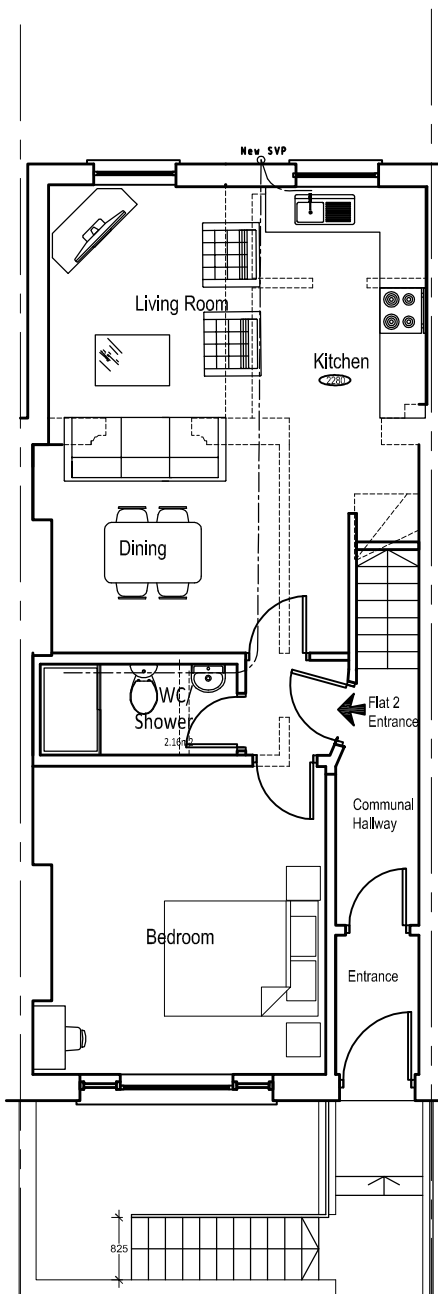 New SVP
Living Room
Kitchen
2280
Dining
WC/
Shower
2.16m2
Flat 2
Entrance
Communal
Hallway
Bedroom
Entrance
825